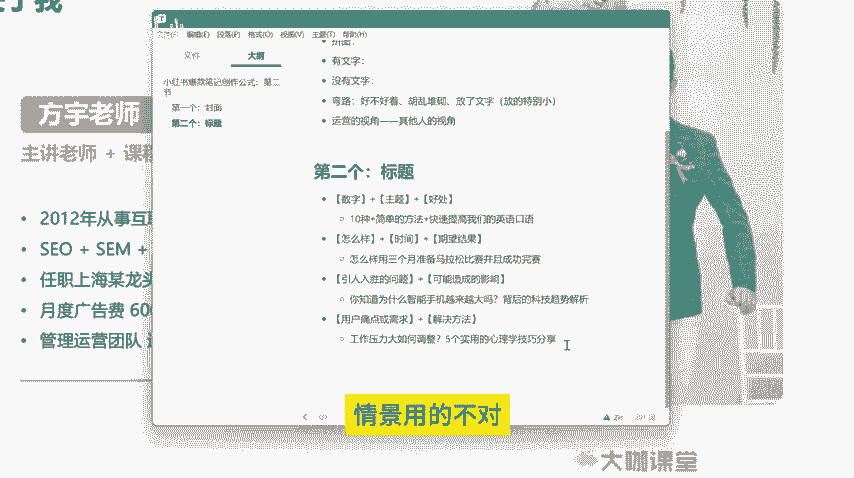 方宇老师
主讲老师 + 课程
2012年从事互联
SEO + SEM +
任职上海某龙头
月度广告费 600
管理运营团队
编辑(E) 段落(P) 格式(O) 视图(V) 主题(T) 帮助(H)
文件 大纲
小红书爆款笔记创作公式：第二节
第一个：封面
第二个：标题
拼图：
有文字：
没有文字：
弯路：好不好看、胡乱堆砌、放了文字（放的特别小）
运营的视角——其他人的视角
第二个：标题
【数字】+【主题】+【好处】
10种+简单的方法+快速提高我们的英语口语
【怎么样】+【时间】+【期望结果】
怎么样用三个月准备马拉松比赛并且成功完赛
【引人入胜的问题】+【可能造成的影响】
你知道为什么智能手机越来越大吗？背后的科技趋势解析
【用户痛点或需求】+【解决方法】
工作压力大如何调整？5个实用的心理学技巧分享
情景用的不对
大咖课堂